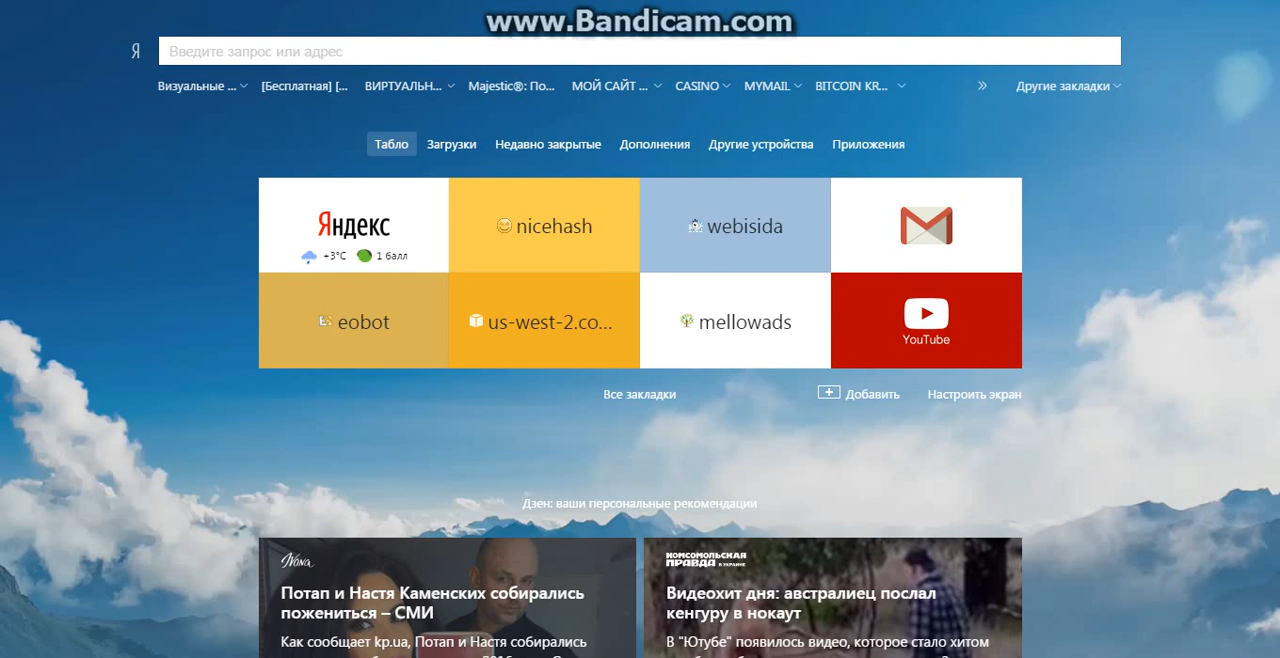 www.Bandicam.com
Я
Введите запрос или адрес
Визуальные ... [Бесплатная] [... ВИРТУАЛЬН... Majestic®: По... МОЙ САЙТ ... CASINO MYMAIL BITCOIN KR... » Другие закладки
Табло Загрузки Недавно закрытые Дополнения Другие устройства Приложения
Яндекс
+3°C 1 балл
nicehash
webisida
eobot
us-west-2.co...
mellowads
YouTube
Все закладки
Добавить
Настроить экран
Дзен: ваши персональные рекомендации
Nona
Потап и Настя Каменских собирались
пожениться – СМИ
Как сообщает kp.ua, Потап и Настя собирались
КОМСОМОЛЬСКАЯ
ПРАВДА В УКРАИНЕ
Видеохит дня: австралиец послал
кенгуру в нокаут
В "Ютубе" появилось видео, которое стало хитом